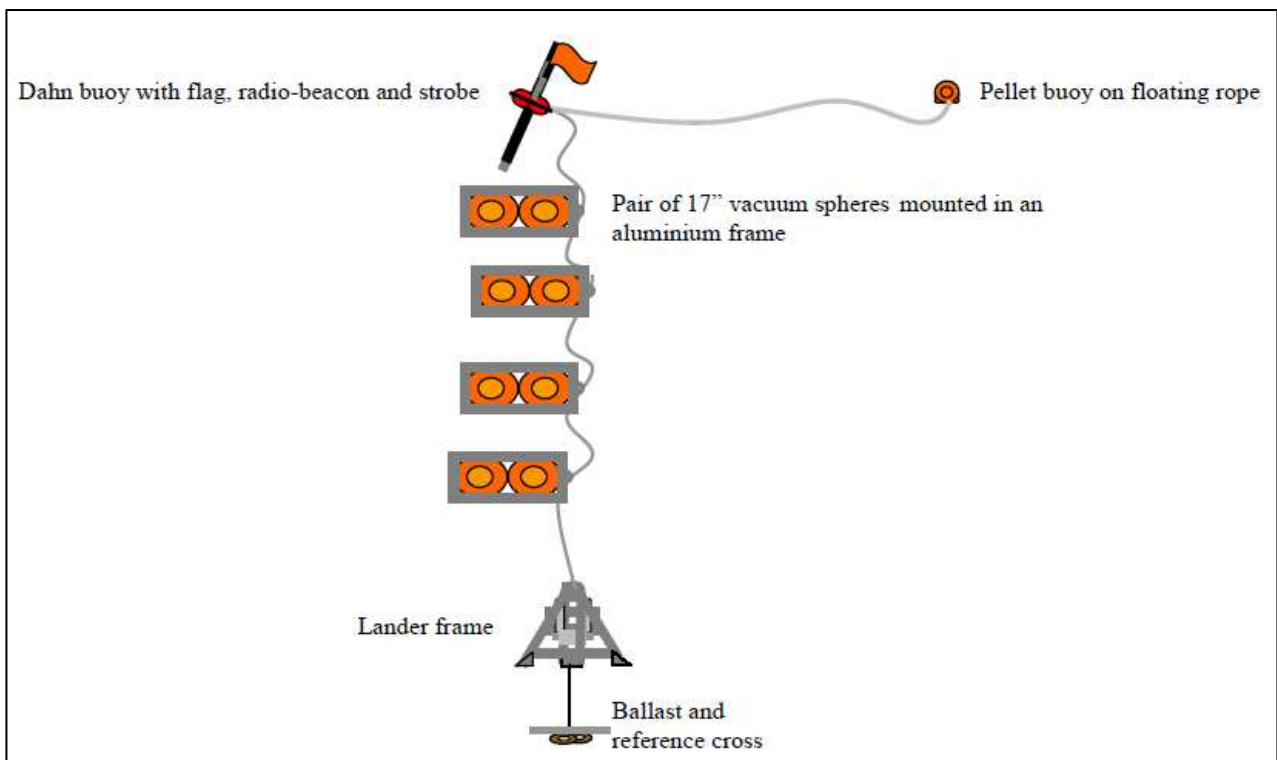 Dahn buoy with flag, radio-beacon and strobe
Pellet buoy on floating rope
Pair of 17” vacuum spheres mounted in an
aluminium frame
Lander frame
Ballast and
reference cross